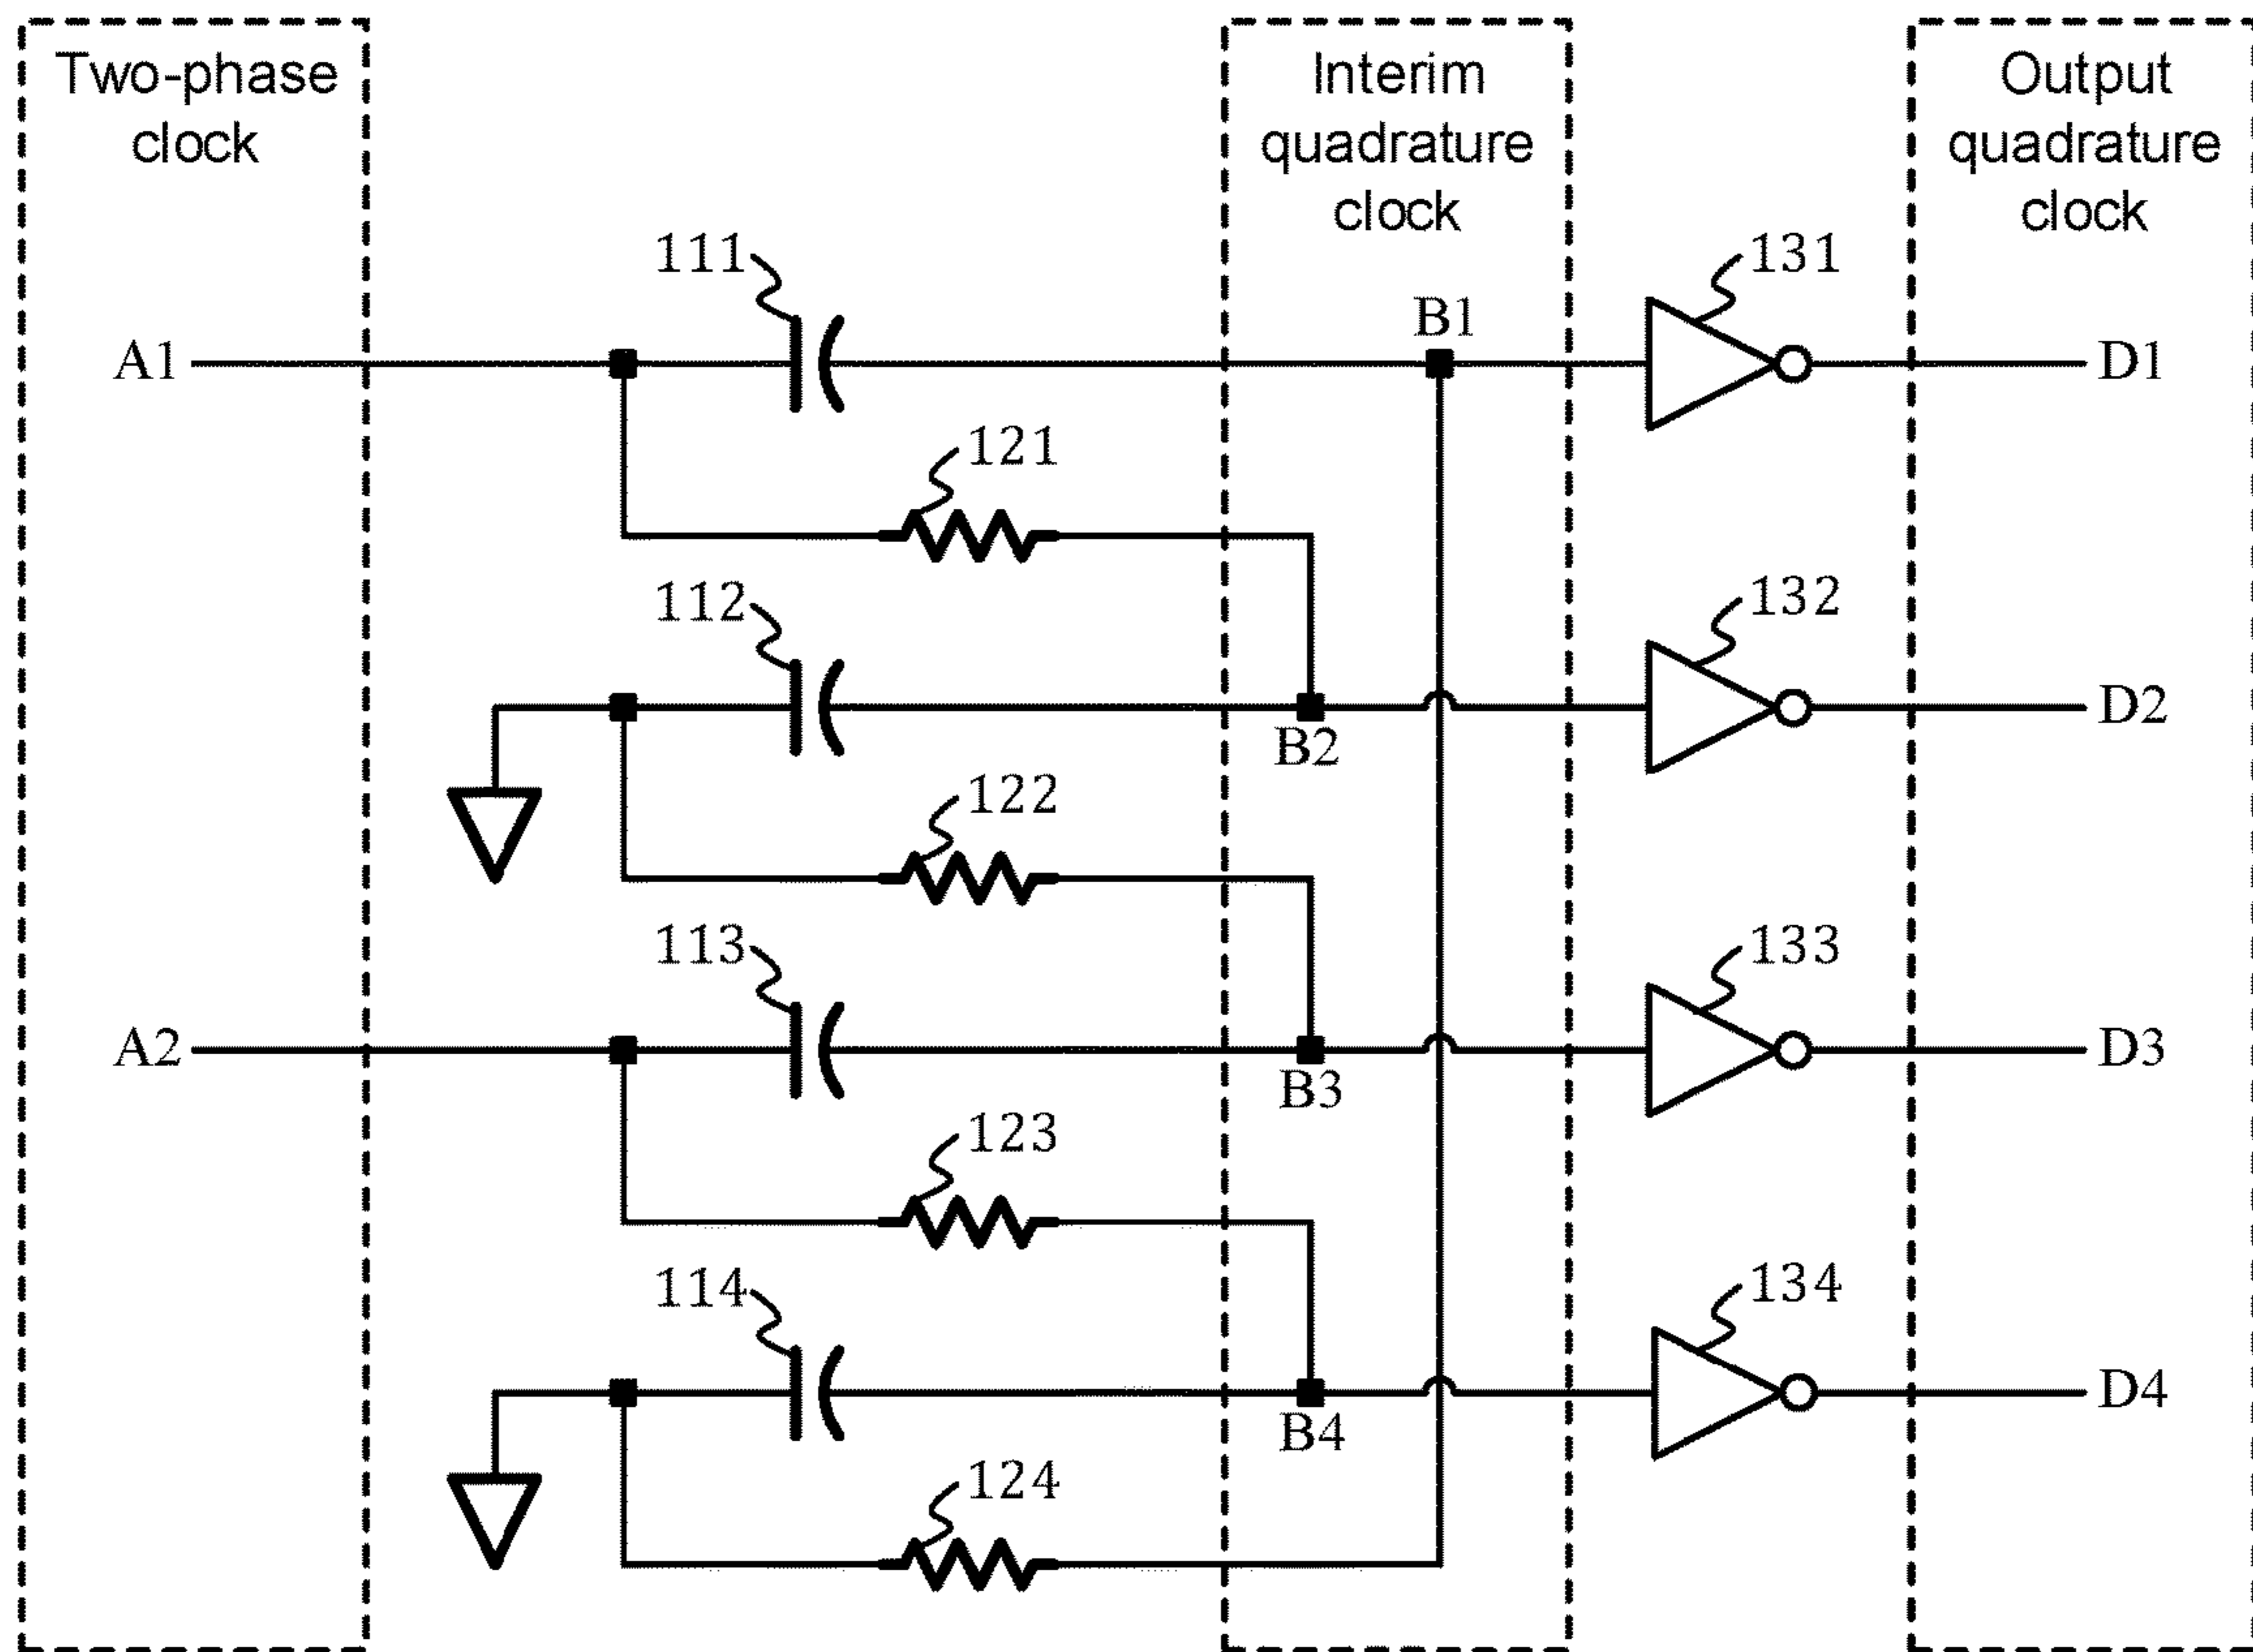 Two-phase
clock
Interim
quadrature
clock
Output
quadrature
clock
111
131
B1
A1
D1
121
112
132
D2
B2
122
113
133
A2
D3
B3
123
114
134
D4
B4
124